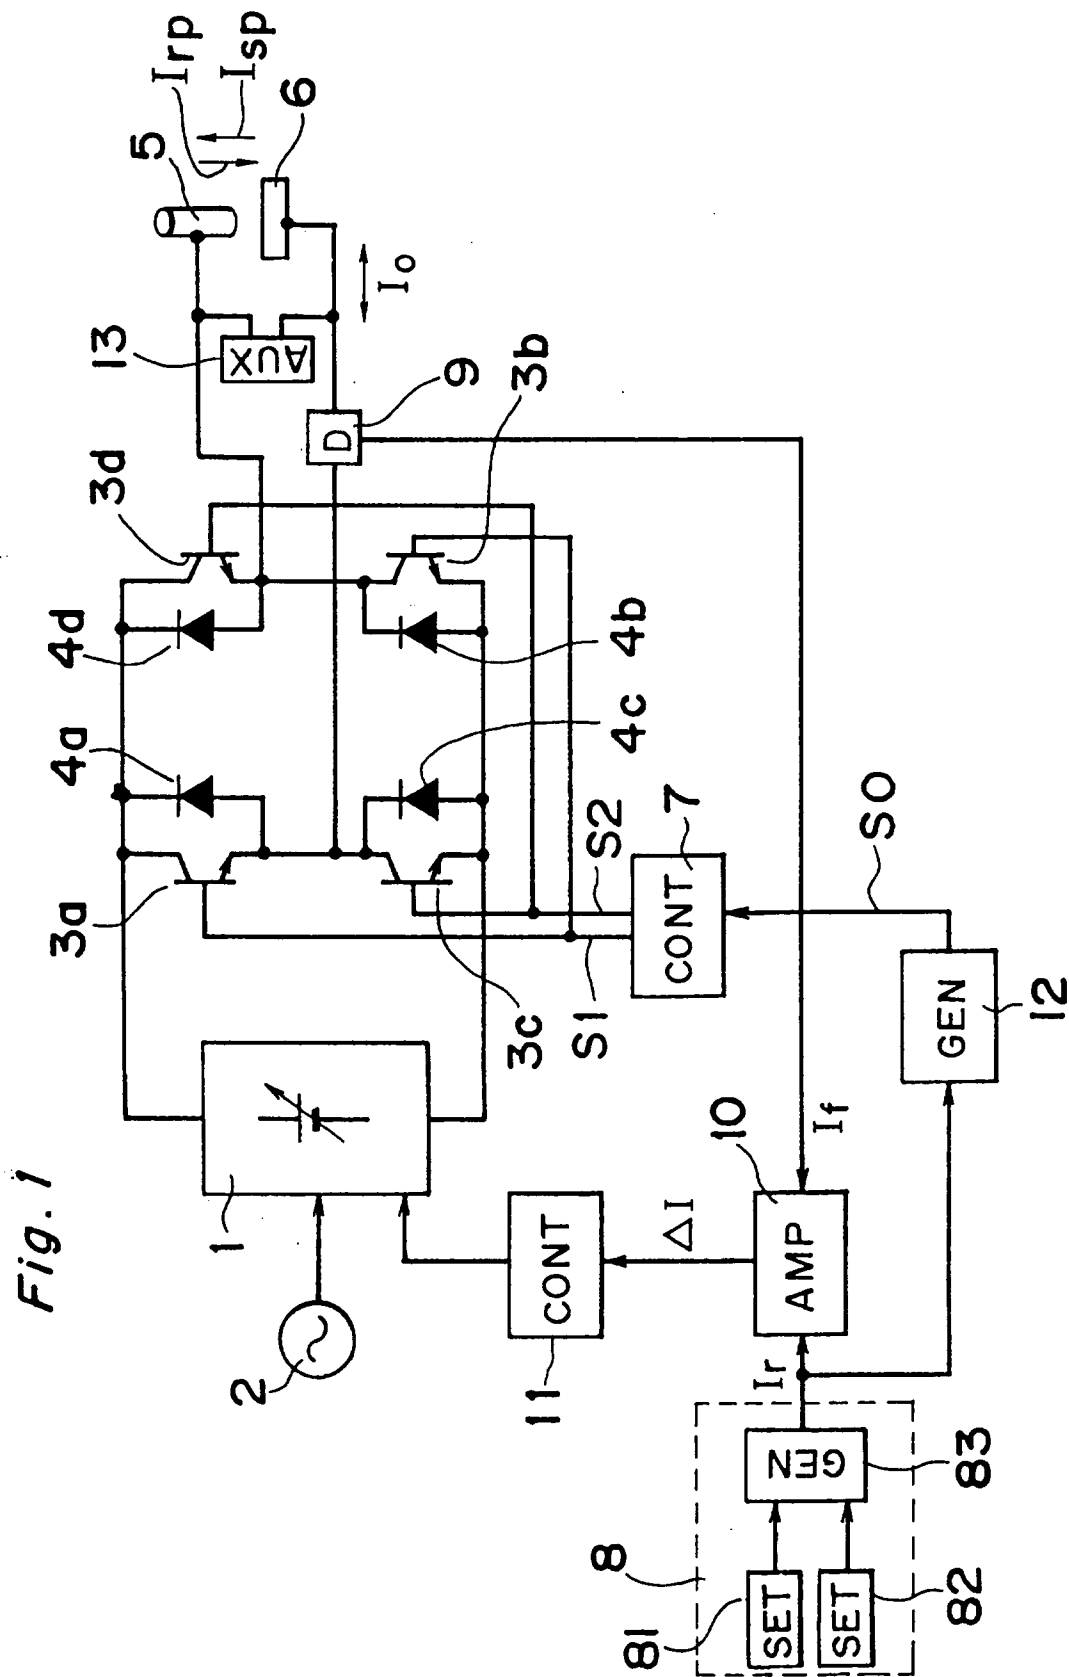 Fig. 1
Irp
Isp
5
6
Io
13
AUX
9
D
3b
3d
4d
4b
4a
4c
3a
3c
S2
S1
7
CONT
S0
GEN
12
1
2
11
CONT
ΔI
10
AMP
If
Ir
8
81
SET
82
SET
83
GEN